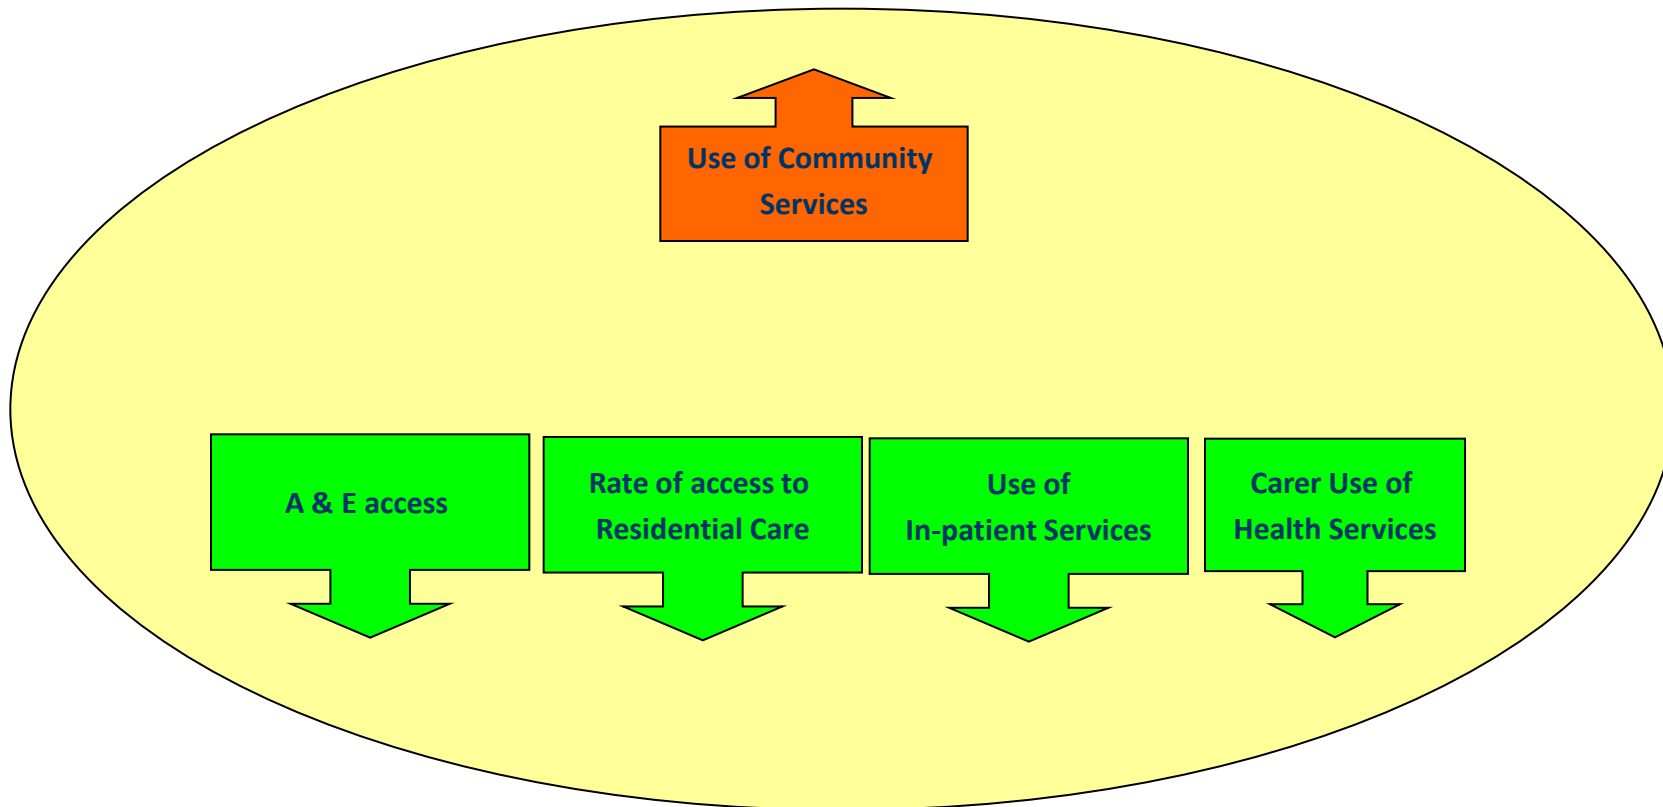 Use of Community
Services
A & E access
Rate of access to
Residential Care
Use of
In-patient Services
Carer Use of
Health Services